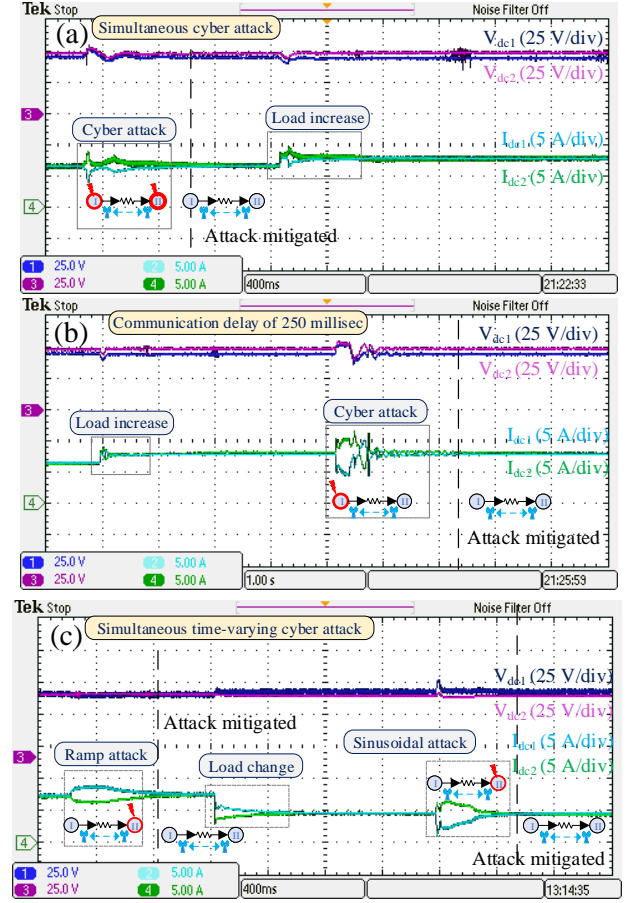 Tek Stop
Noise Filter Off
(a)
Simultaneous cyber attack
Vdc1 (25 V/div)
Vdc2 (25 V/div)
3
Cyber attack
Load increase
Idc1 (5 A/div)
Idc2 (5 A/div)
I
II
I
II
4
Attack mitigated
1 25.0 V 2 5.00 A
3 25.0 V 4 5.00 A
400ms
21:22:33
Tek Stop
Noise Filter Off
(b)
Communication delay of 250 millisec
Vdc1 (25 V/div)
Vdc2 (25 V/div)
3
Load increase
Cyber attack
Idc1 (5 A/div)
Idc2 (5 A/div)
4
I
II
I
II
Attack mitigated
1 25.0 V 2 5.00 A
3 25.0 V 4 5.00 A
1.00 s
21:25:59
Tek Stop
Noise Filter Off
(c)
Simultaneous time-varying cyber attack
Vdc1 (25 V/div)
Vdc2 (25 V/div)
Attack mitigated
3
Ramp attack
Load change
Sinusoidal attack
Idc1 (5 A/div)
Idc2 (5 A/div)
I
II
I
II
I
II
I
II
4
Attack mitigated
1 25.0 V 2 5.00 A
3 25.0 V 4 5.00 A
400ms
13:14:35